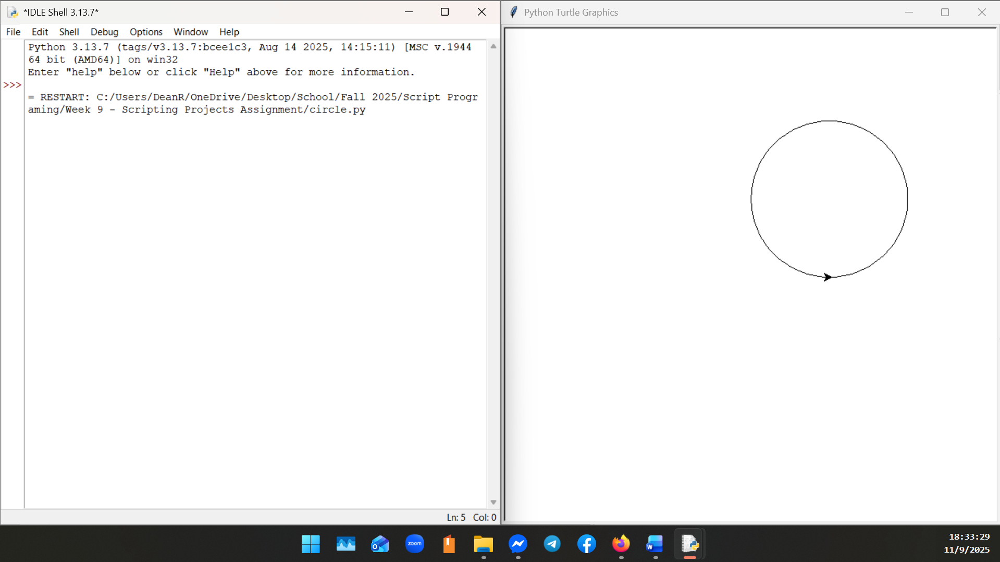 *IDLE Shell 3.13.7*
File Edit Shell Debug Options Window Help
Python 3.13.7 (tags/v3.13.7:bcee1c3, Aug 14 2025, 14:15:11) [MSC v.1944
64 bit (AMD64)] on win32
Enter "help" below or click "Help" above for more information.
>>>
= RESTART: C:/Users/DeanR/OneDrive/Desktop/School/Fall 2025/Script Progr
aming/Week 9 - Scripting Projects Assignment/circle.py
Ln: 5 Col: 0
Python Turtle Graphics
zoom
18:33:29
11/9/2025